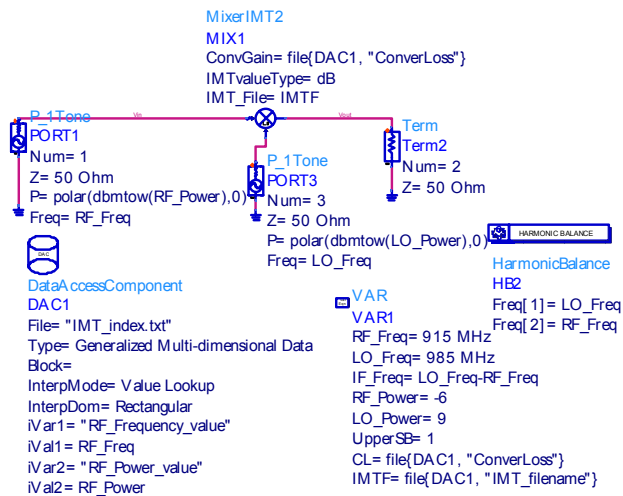 MixerIMT2
MIX1
ConvGain= file{DAC1, "ConverLoss"}
IMTvalueType= dB
IMT_File= IMTF
Vin
Vout
P_1Tone
PORT1
Num= 1
Z= 50 Ohm
P= polar(dbmtow(RF_Power),0)
Freq= RF_Freq
P_1Tone
PORT3
Num= 3
Z= 50 Ohm
P= polar(dbmtow(LO_Power),0)
Freq= LO_Freq
Term
Term2
Num= 2
Z= 50 Ohm
HARMONIC BALANCE
HarmonicBalance
HB2
Freq[1]= LO_Freq
Freq[2]= RF_Freq
DAC
DataAccessComponent
DAC1
File= "IMT_index.txt"
Type= Generalized Multi-dimensional Data
Block=
InterpMode= Value Lookup
InterpDom= Rectangular
iVar1= "RF_Frequency_value"
iVal1= RF_Freq
iVar2= "RF_Power_value"
iVal2= RF_Power
VAR
VAR1
RF_Freq= 915 MHz
LO_Freq= 985 MHz
IF_Freq= LO_Freq-RF_Freq
RF_Power= -6
LO_Power= 9
UpperSB= 1
CL= file{DAC1, "ConverLoss"}
IMTF= file{DAC1, "IMT_filename"}